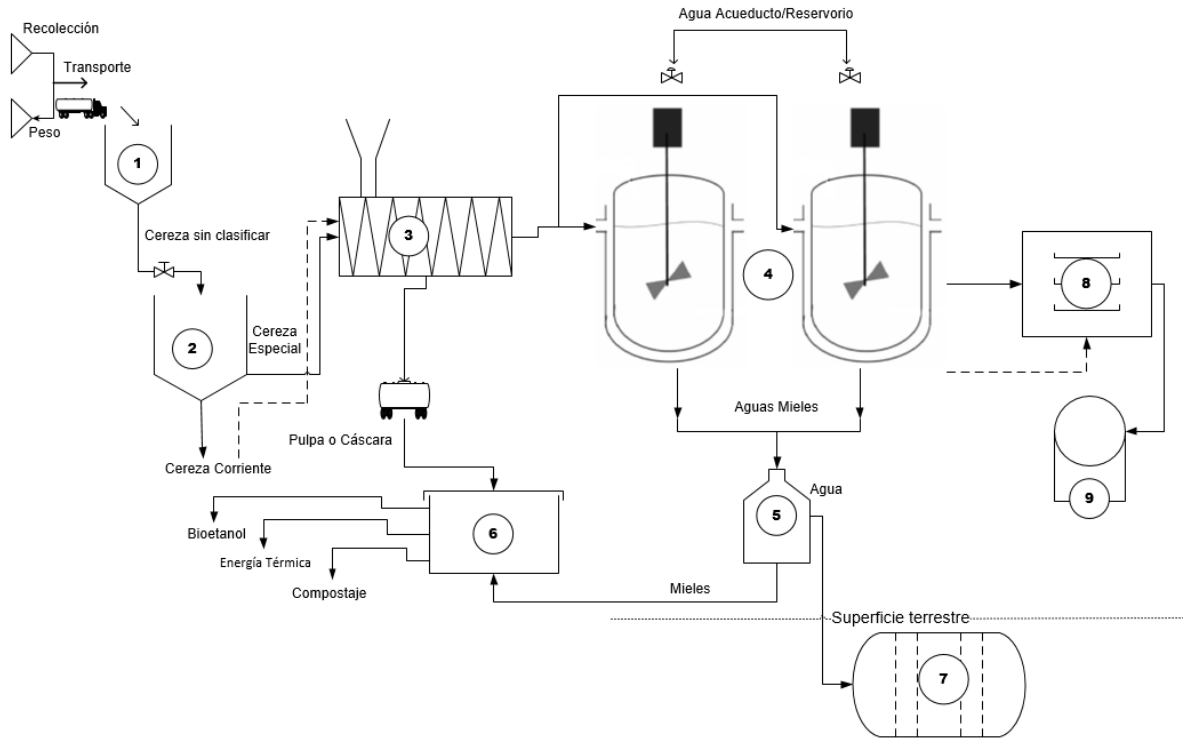 Agua Acueducto/Reservorio
Recolección
Transporte
Peso
1
Cereza sin clasificar
3
4
8
2
Cereza
Especial
Cereza Corriente
Pulpa o Cáscara
Aguas Mieles
9
Agua
5
6
Bioetanol
Energía Térmica
Compostaje
Mieles
Superficie terrestre
7